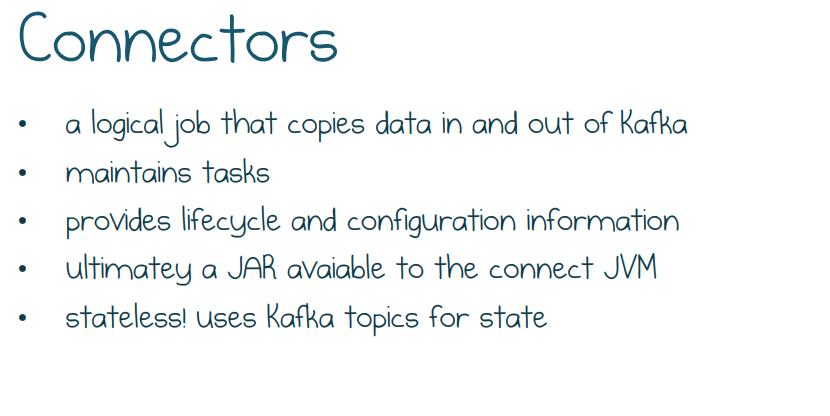 Connectors
• a logical job that copies data in and out of Kafka
• maintains tasks
• provides lifecycle and configuration information
• ultimatey a JAR avaiable to the connect JVM
• stateless! uses Kafka topics for state